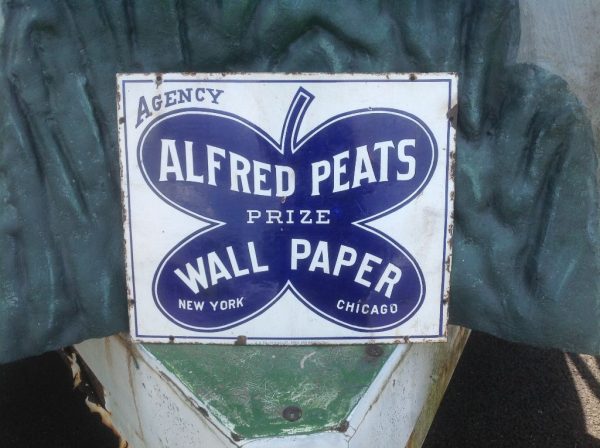 AGENCY
ALFRED PEATS
PRIZE
WALL PAPER
NEW YORK CHICAGO